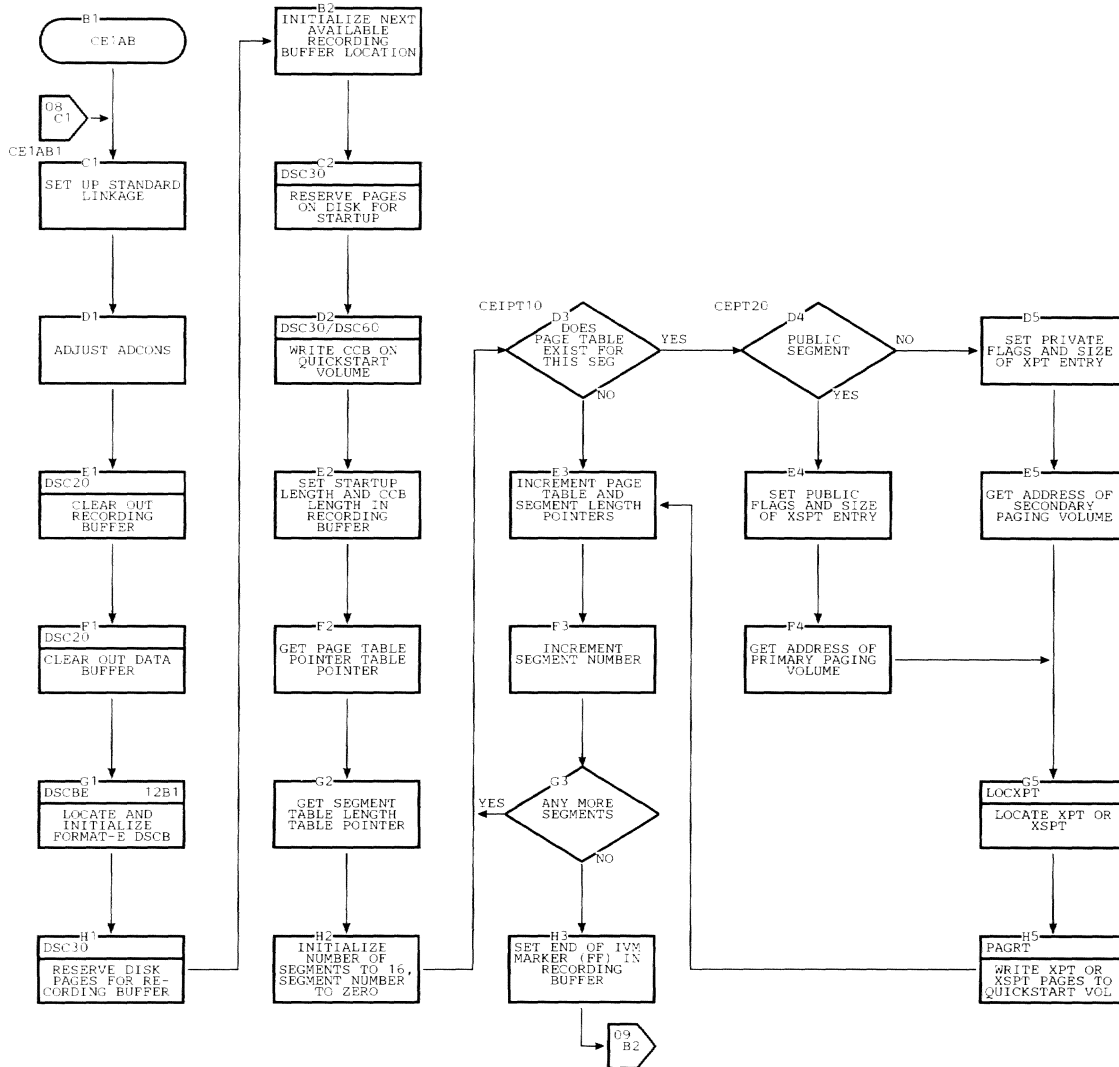 B1
CE1AB
08
C1
CE1AB1
C1
SET UP STANDARD
LINKAGE
D1
ADJUST ADCONS
E1
DSC20
CLEAR OUT
RECORDING
BUFFER
F1
DSC20
CLEAR OUT DATA
BUFFER
G1
DSCBE 12B1
LOCATE AND
INITIALIZE
FORMAT-E DSCB
H1
DSC30
RESERVE DISK
PAGES FOR RE-
CORDING BUFFER
B2
INITIALIZE NEXT
AVAILABLE
RECORDING
BUFFER LOCATION
C2
DSC30
RESERVE PAGES
ON DISK FOR
STARTUP
D2
DSC30/DSC60
WRITE CCB ON
QUICKSTART
VOLUME
E2
SET STARTUP
LENGTH AND CCB
LENGTH IN
RECORDING
BUFFER
F2
GET PAGE TABLE
POINTER TABLE
POINTER
G2
GET SEGMENT
TABLE LENGTH
TABLE POINTER
H2
INITIALIZE
NUMBER OF
SEGMENTS TO 16,
SEGMENT NUMBER
TO ZERO
CEIPT10
D3
DOES
PAGE TABLE
EXIST FOR
THIS SEG
YES
NO
E3
INCREMENT PAGE
TABLE AND
SEGMENT LENGTH
POINTERS
F3
INCREMENT
SEGMENT NUMBER
G3
ANY MORE
SEGMENTS
YES
NO
H3
SET END OF IVM
MARKER (FF) IN
RECORDING
BUFFER
09
B2
CEPT20
D4
PUBLIC
SEGMENT
NO
YES
E4
SET PUBLIC
FLAGS AND SIZE
OF XSPT ENTRY
F4
GET ADDRESS OF
PRIMARY PAGING
VOLUME
D5
SET PRIVATE
FLAGS AND SIZE
OF XPT ENTRY
E5
GET ADDRESS OF
SECONDARY
PAGING VOLUME
G5
LOCXPT
LOCATE XPT OR
XSPT
H5
PAGRT
WRITE XPT OR
XSPT PAGES TO
QUICKSTART VOL